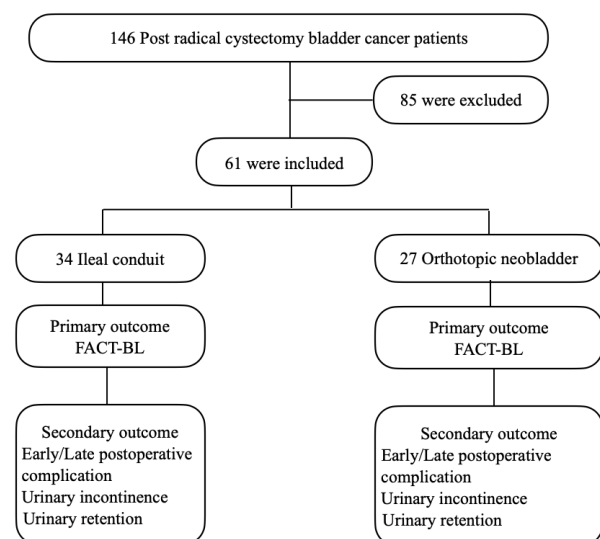 146 Post radical cystectomy bladder cancer patients
85 were excluded
61 were included
34 Ileal conduit
27 Orthotopic neobladder
Primary outcome
FACT-BL
Primary outcome
FACT-BL
Secondary outcome
Early/Late postoperative
complication
Urinary incontinence
Urinary retention
Secondary outcome
Early/Late postoperative
complication
Urinary incontinence
Urinary retention